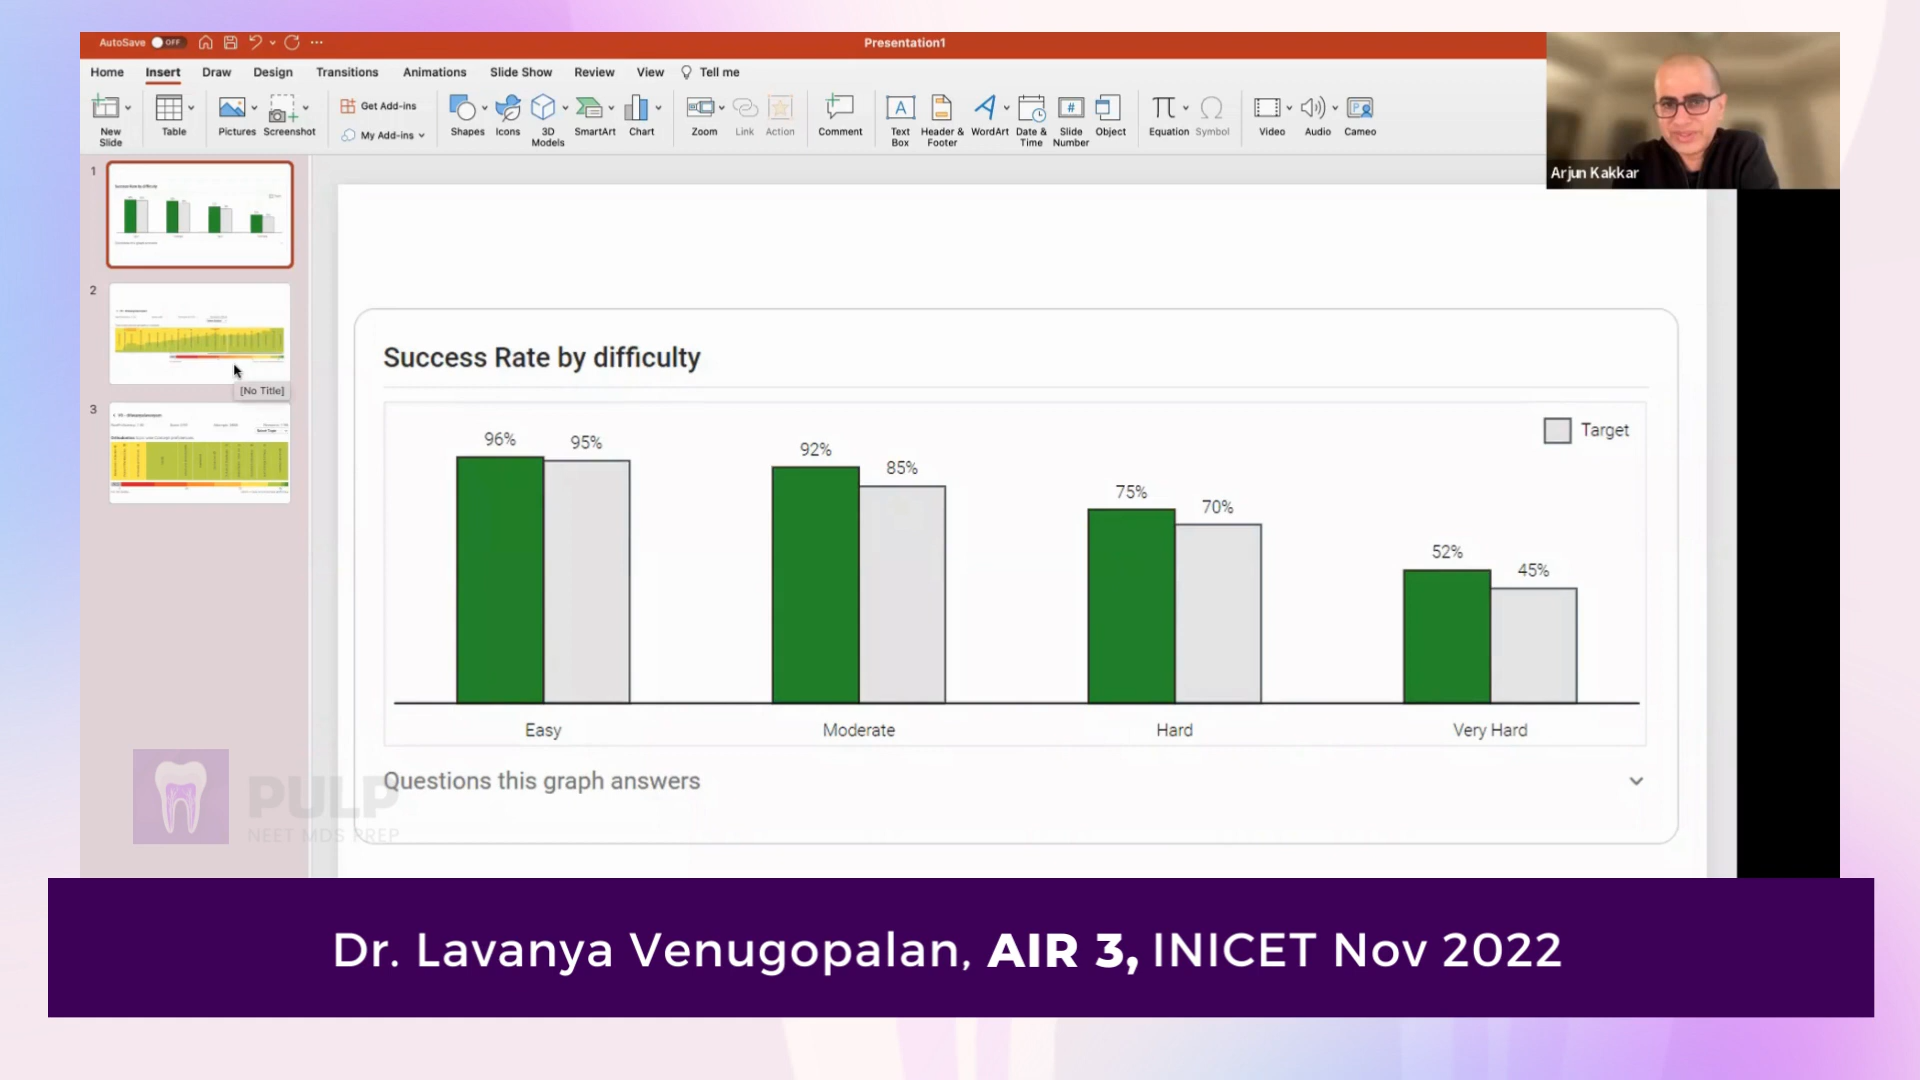 AutoSave OFF
Presentation1
Home Insert Draw Design Transitions Animations Slide Show Review View Tell me
New Slide
Table
Pictures
Screenshot
Get Add-ins
My Add-ins
Shapes
Icons
3D Models
SmartArt
Chart
Zoom
Link
Action
Comment
Text Box
Header & Footer
WordArt
Date & Time
Slide Number
Object
Equation
Symbol
Video
Audio
Cameo
Arjun Kakkar
1
2
[No Title]
3
Success Rate by difficulty
Target
96% 95%
92% 85%
75% 70%
52% 45%
Easy Moderate Hard Very Hard
Questions this graph answers
PULP
NEET MDS PREP
Dr. Lavanya Venugopalan, AIR 3, INICET Nov 2022